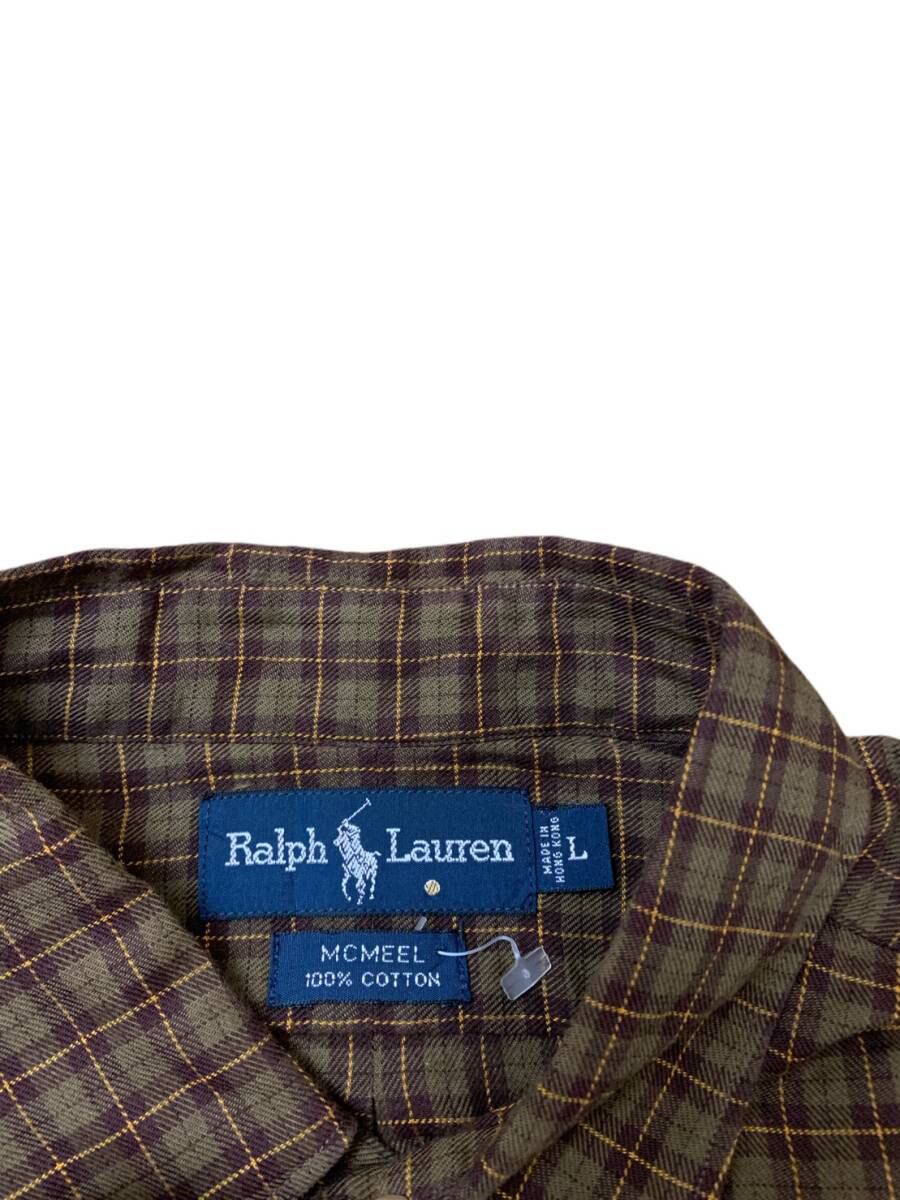 Ralph Lauren
MADE IN
HONG KONG
L
MCMEEL
100% COTTON